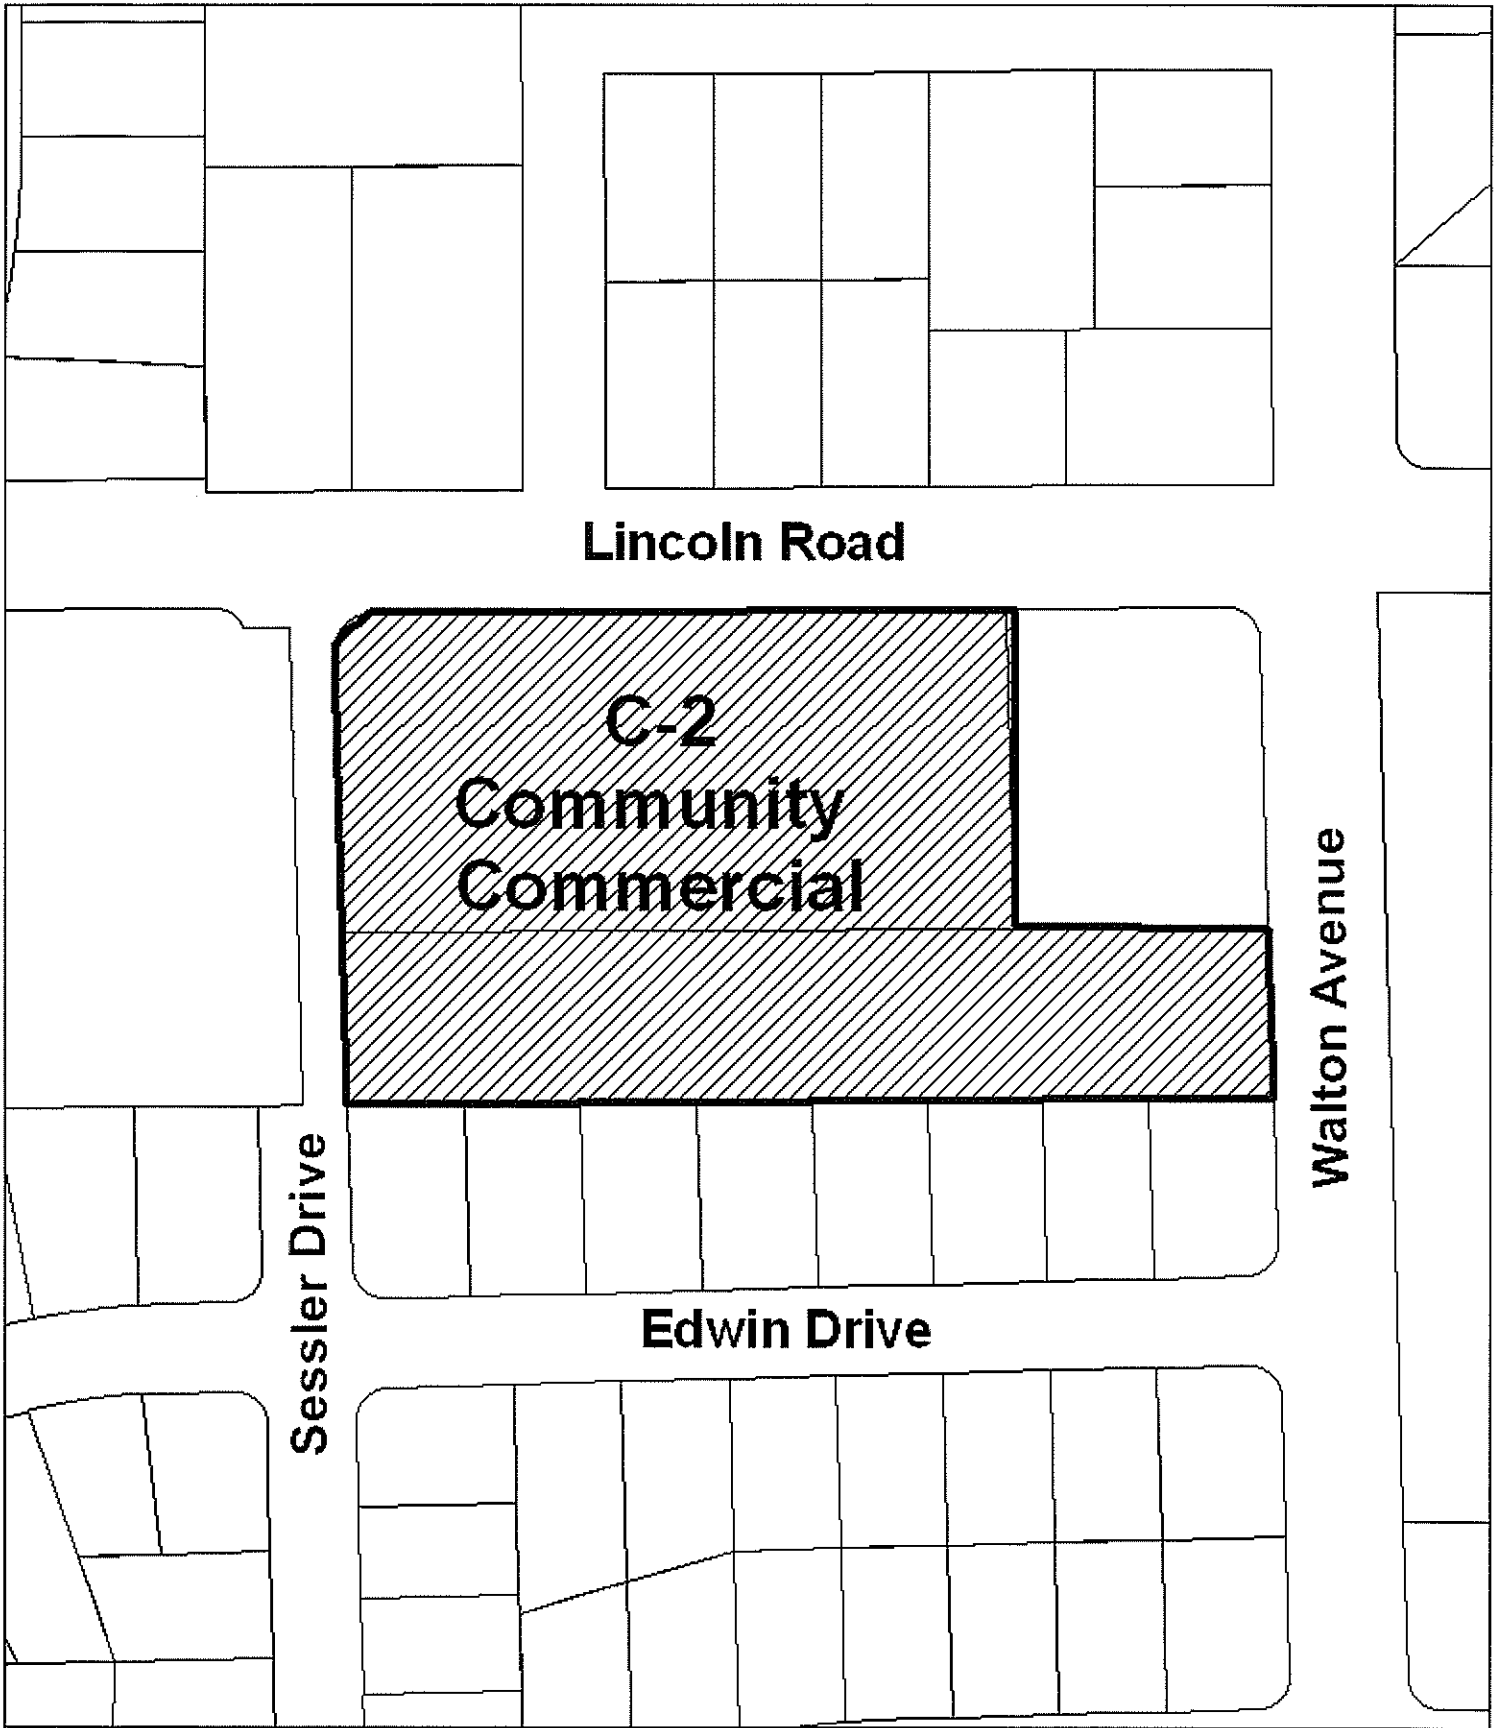 Lincoln Road
C-2
Community
Commercial
Walton Avenue
Sessler Drive
Edwin Drive